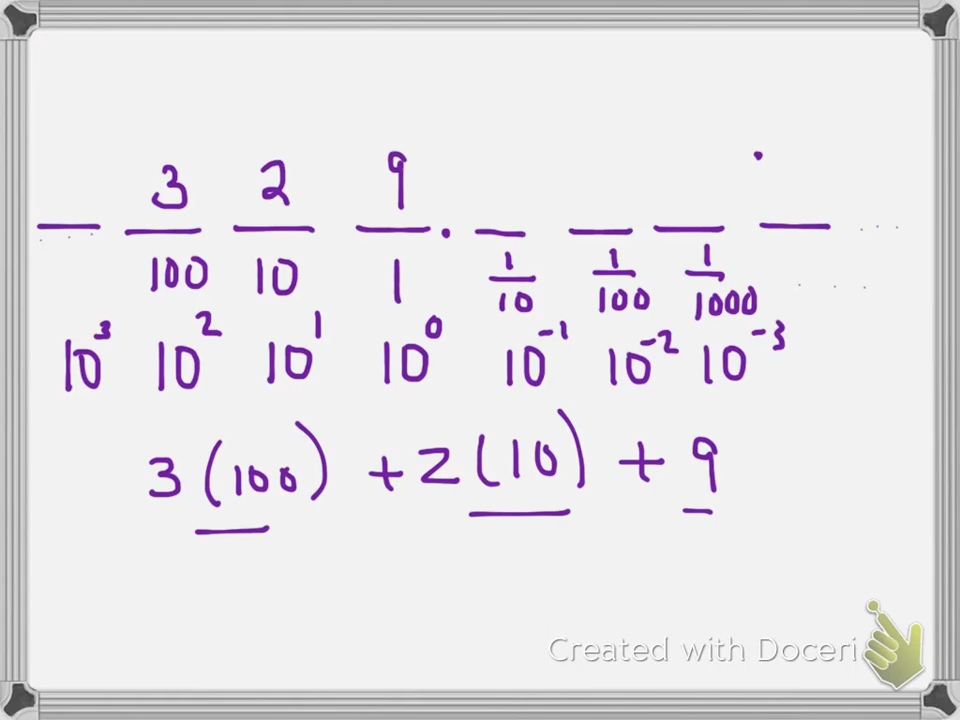 3 2 9 .
100 10 1 1/10 1/100 1/1000
10^3 10^2 10^1 10^0 10^-1 10^-2 10^-3
3 (100) + 2 (10) + 9
Created with Doceri